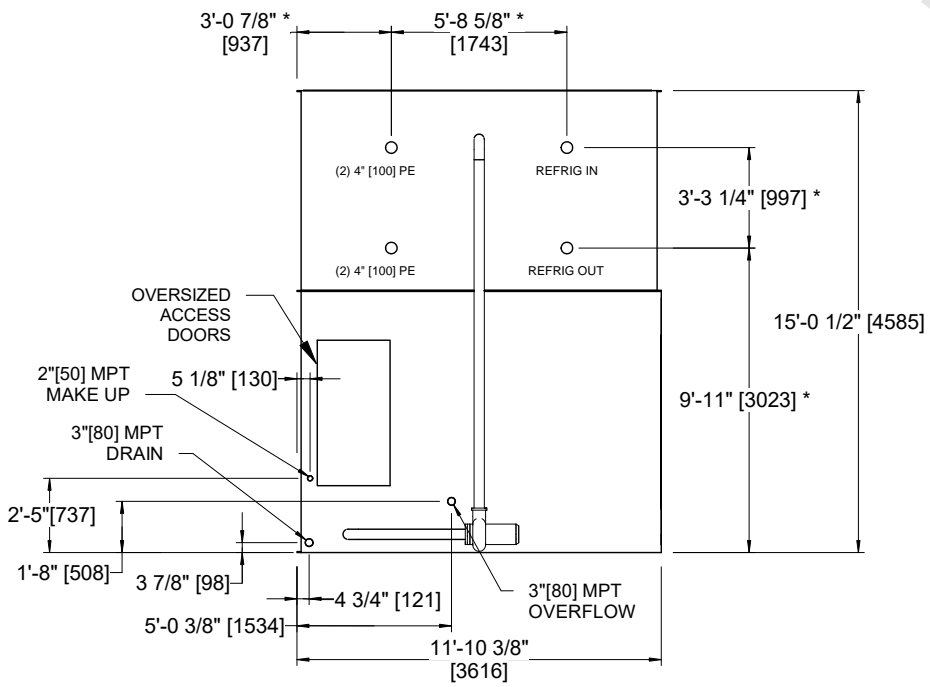 3'-0 7/8" *
[937]
5'-8 5/8" *
[1743]
(2) 4" [100] PE
REFRIG IN
3'-3 1/4" [997] *
(2) 4" [100] PE
REFRIG OUT
OVERSIZED
ACCESS
DOORS
15'-0 1/2" [4585]
2"[50] MPT
MAKE UP
5 1/8" [130]
9'-11" [3023] *
3"[80] MPT
DRAIN
2'-5"[737]
1'-8" [508]
3 7/8" [98]
4 3/4" [121]
3"[80] MPT
OVERFLOW
5'-0 3/8" [1534]
11'-10 3/8"
[3616]